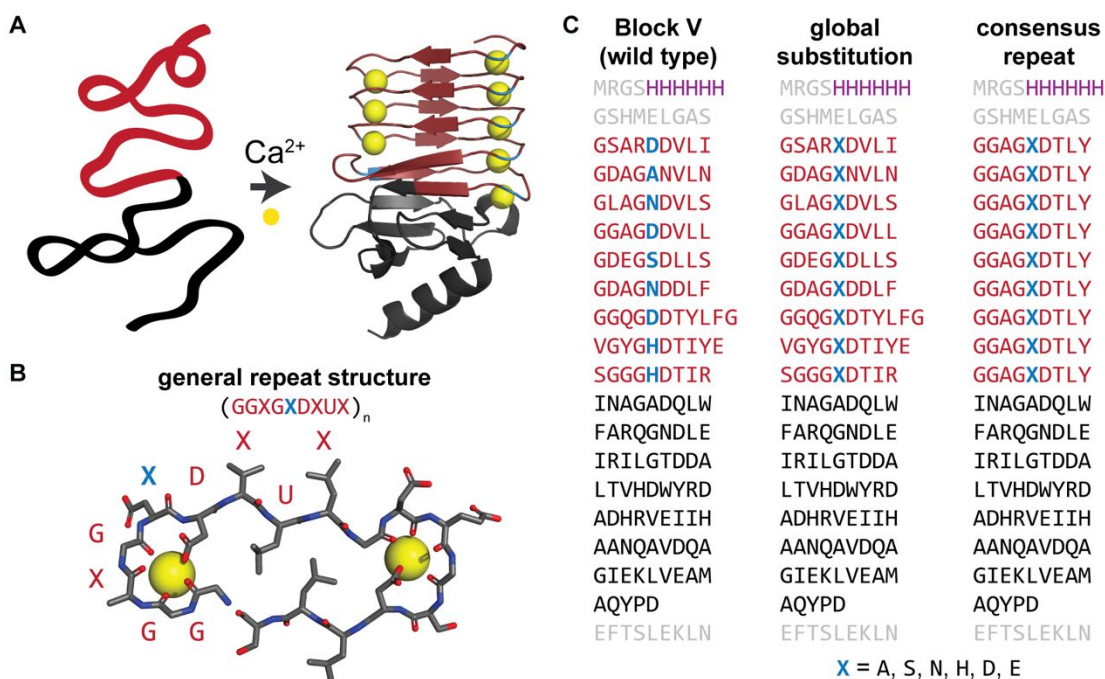 A
Ca2+
B
general repeat structure
(GGXGXDXUX)n
X X
X D
U
G
X
G G
C
Block V (wild type)
MRGSHHHHHH
GSHMELGAS
GSARDDVLI
GDAGANVLN
GLAGNDVLS
GGAGDDVLL
GDEGSDLLS
GDAGNDDLF
GGQGDDTYLFG
VGYGHDTIYE
SGGGHDTIR
INAGADQLW
FARQGNDLE
IRILGTDDA
LTVHDWYRD
ADHRVEIIH
AANQAVDQA
GIEKLVEAM
AQYPD
EFTSLEKLN
global substitution
MRGSHHHHHH
GSHMELGAS
GSARXDVLI
GDAGXNVLN
GLAGXDVLS
GGAGXDVLL
GDEGXDLLS
GDAGXDDLF
GGQGXDTYLFG
VGYGXDTIYE
SGGGXDTIR
INAGADQLW
FARQGNDLE
IRILGTDDA
LTVHDWYRD
ADHRVEIIH
AANQAVDQA
GIEKLVEAM
AQYPD
EFTSLEKLN
consensus repeat
MRGSHHHHHH
GSHMELGAS
GGAGXDTLY
GGAGXDTLY
GGAGXDTLY
GGAGXDTLY
GGAGXDTLY
GGAGXDTLY
GGAGXDTLY
GGAGXDTLY
GGAGXDTLY
INAGADQLW
FARQGNDLE
IRILGTDDA
LTVHDWYRD
ADHRVEIIH
AANQAVDQA
GIEKLVEAM
AQYPD
EFTSLEKLN
X = A, S, N, H, D, E